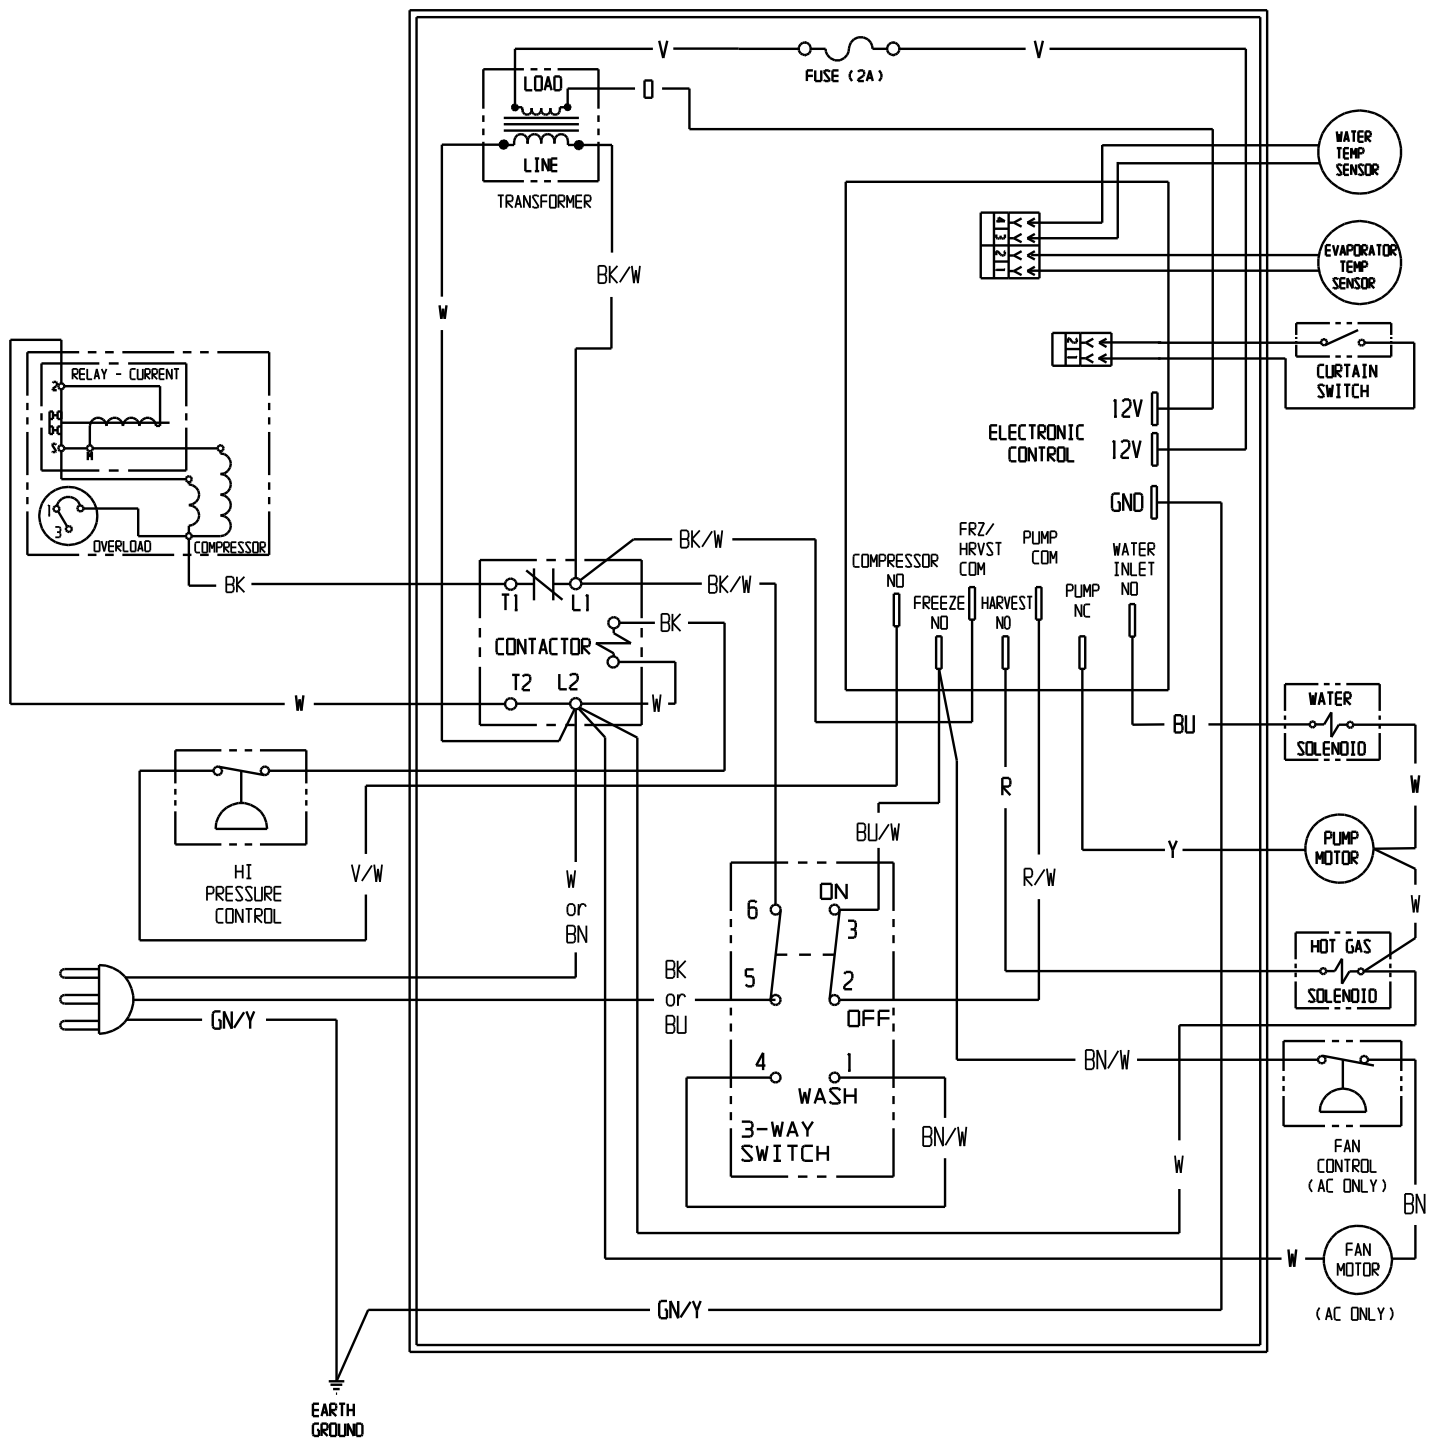 V
V
FUSE (2A)
LOAD
O
LINE
TRANSFORMER
WATER
TEMP
SENSOR
4
3
2
1
EVAPORATOR
TEMP
SENSOR
BK/W
W
2
1
CURTAIN
SWITCH
RELAY - CURRENT
2
S
M
1
3
OVERLOAD
COMPRESSOR
12V
ELECTRONIC
CONTROL
12V
GND
FRZ/
HRVST
COM
PUMP
COM
WATER
INLET
NO
COMPRESSOR
NO
PUMP
NC
FREEZE
NO
HARVEST
NO
BK/W
BK
BK/W
T1
L1
BK
CONTACTOR
T2
L2
W
W
WATER
SOLENOID
BU
W
R
HI
PRESSURE
CONTROL
V/W
BU/W
Y
PUMP
MOTOR
R/W
W
W
or
BN
6
ON
3
5
2
OFF
BK
or
BU
HOT GAS
SOLENOID
GN/Y
4
1
WASH
3-WAY
SWITCH
BN/W
BN/W
FAN
CONTROL
(AC ONLY)
W
BN
W
FAN
MOTOR
(AC ONLY)
GN/Y
EARTH
GROUND